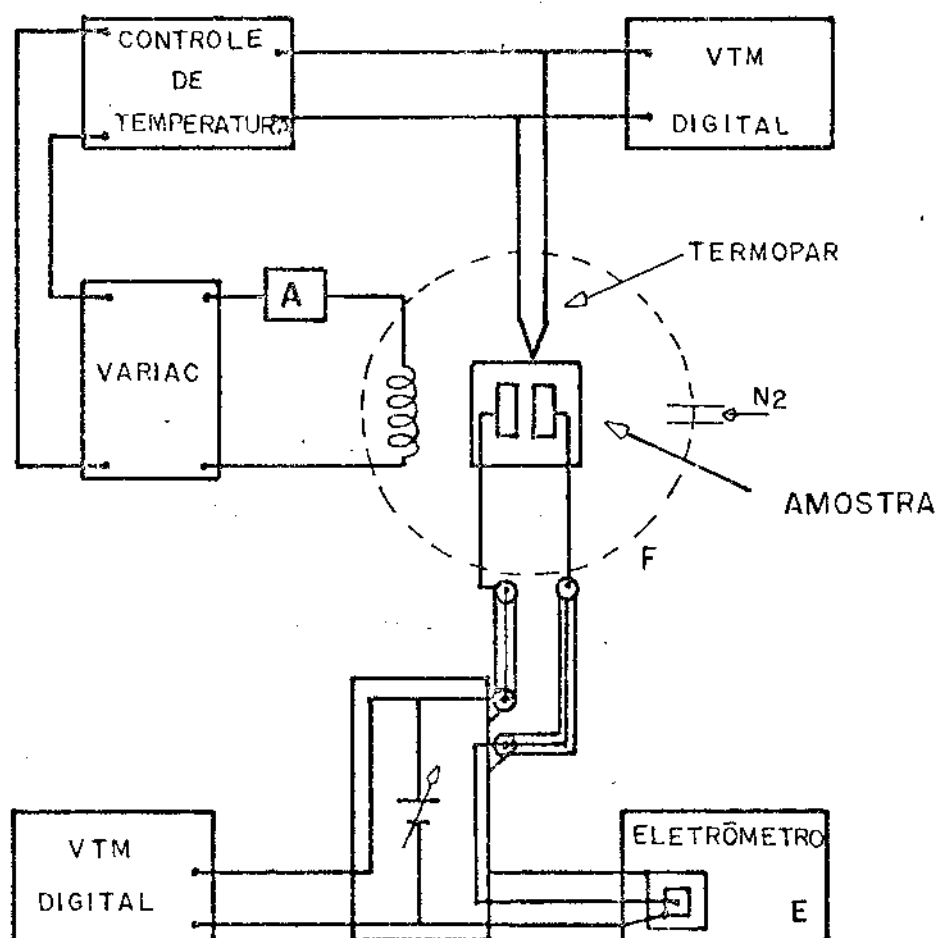 CONTROLE
DE
TEMPERATURA
VTM
DIGITAL
TERMOPAR
A
VARIAC
N2
AMOSTRA
F
VTM
DIGITAL
ELETRÔMETRO
E